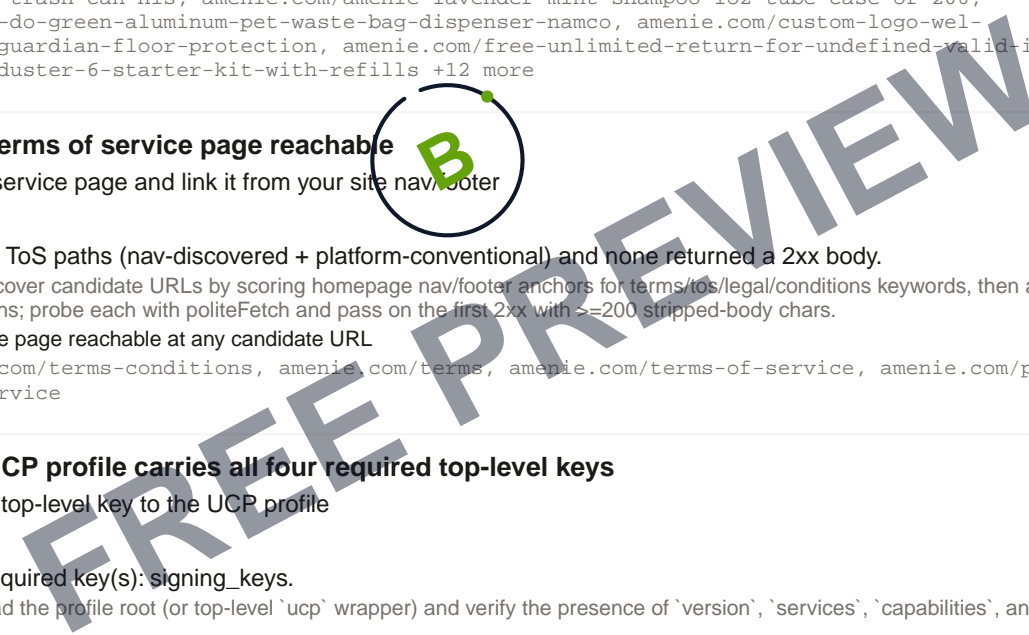 -do-green-aluminum-pet-waste-bag-dispenser-namco, amenie.com/custom-logo-wel-
guardian-floor-protection, amenie.com/free-unlimited-return-for-undefined-valid-i
duster-6-starter-kit-with-refills +12 more
B
erms of service page reachable
service page and link it from your site nav/footer
ToS paths (nav-discovered + platform-conventional) and none returned a 2xx body.
cover candidate URLs by scoring homepage nav/footer anchors for terms/tos/legal/conditions keywords, then a
ns; probe each with politeFetch and pass on the first 2xx with >=200 stripped-body chars.
e page reachable at any candidate URL
com/terms-conditions, amenie.com/terms, amenie.com/terms-of-service, amenie.com/p
rvice
CP profile carries all four required top-level keys
top-level key to the UCP profile
quired key(s): signing_keys.
d the profile root (or top-level `ucp` wrapper) and verify the presence of `version`, `services`, `capabilities`, an
FREE PREVIEW